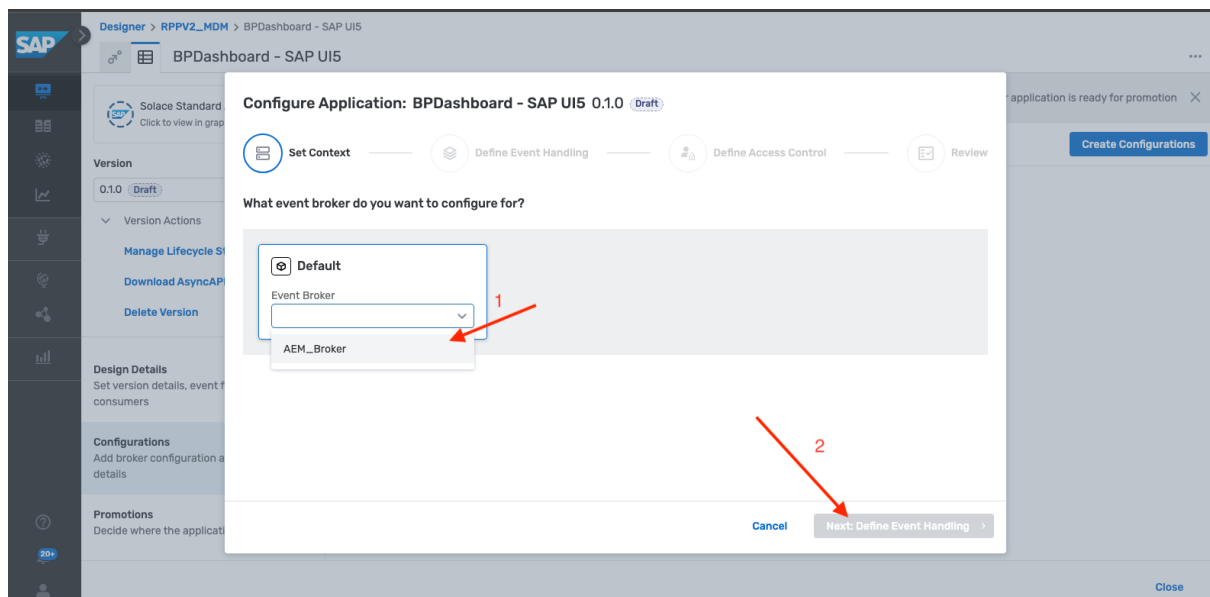 SAP
Designer > RPPV2_MDM > BPDashboard - SAP UI5
BPDashboard - SAP UI5
Solace Standard
Click to view in grap
Version
0.1.0 Draft
Version Actions
Manage Lifecycle St
Download AsyncAPI
Delete Version
Design Details
Set version details, event f
consumers
Configurations
Add broker configuration a
details
Promotions
Decide where the applicati
20+
application is ready for promotion
Create Configurations
Configure Application: BPDashboard - SAP UI5 0.1.0 Draft
Set Context
Define Event Handling
Define Access Control
Review
What event broker do you want to configure for?
Default
Event Broker
AEM_Broker
1
2
Cancel
Next: Define Event Handling >
Close